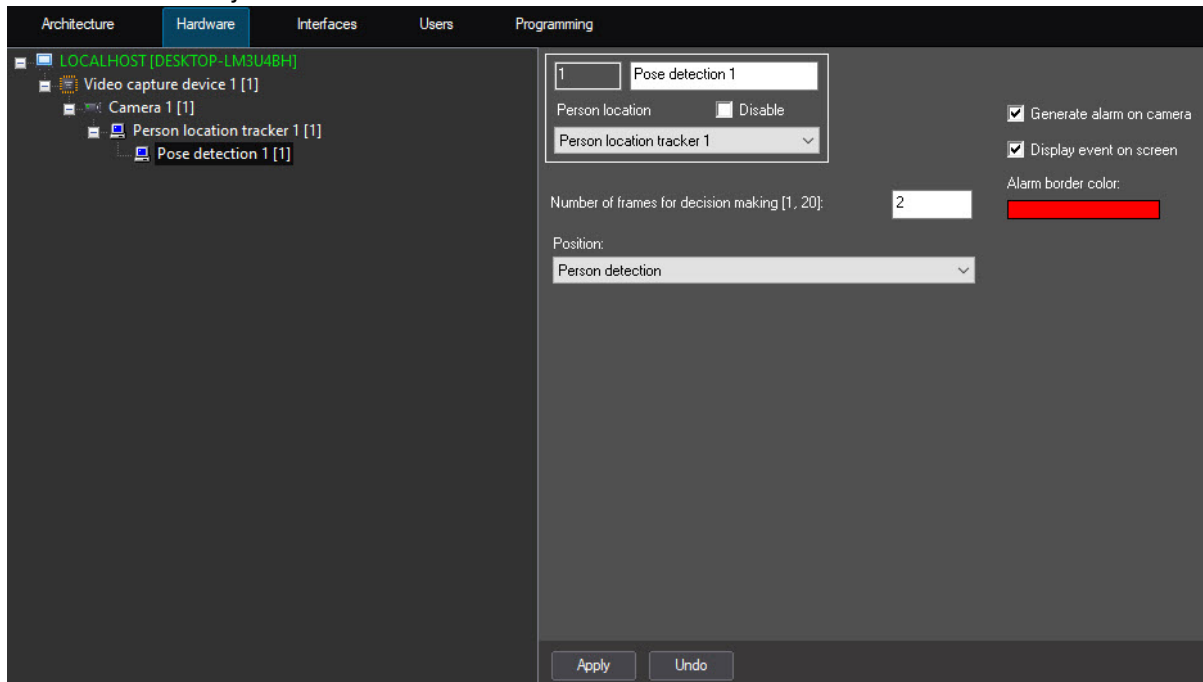 Architecture Hardware Interfaces Users Programming
LOCALHOST [DESKTOP-LM3U4BH]
Video capture device 1 [1]
Camera 1 [1]
Person location tracker 1 [1]
Pose detection 1 [1]
1 Pose detection 1
Person location Disable
Person location tracker 1
Number of frames for decision making [1, 20]: 2
Position:
Person detection
Generate alarm on camera
Display event on screen
Alarm border color:
Apply Undo